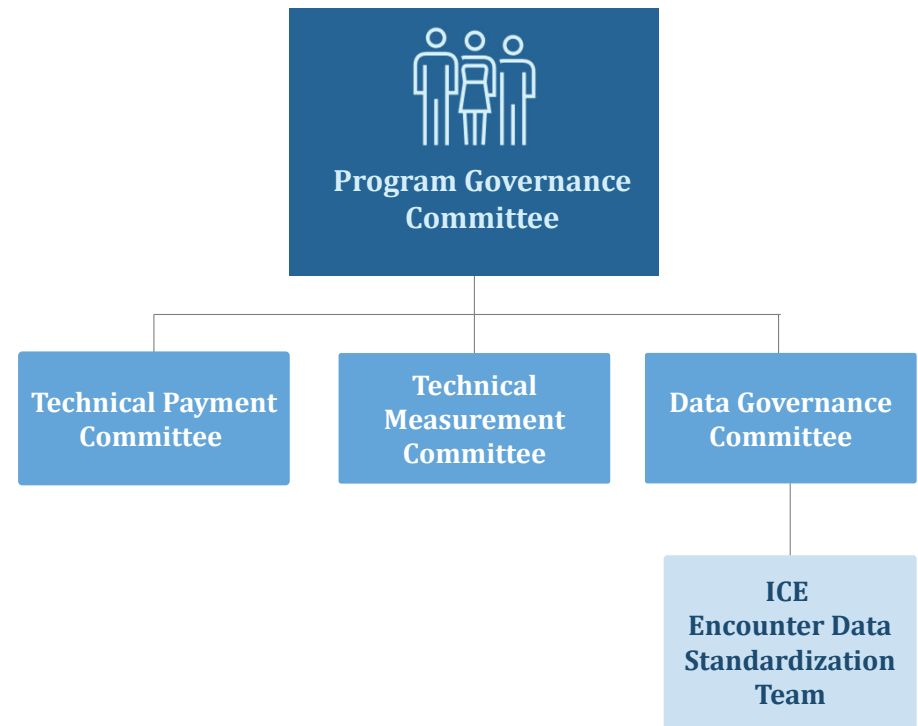 Program Governance
Committee
Technical Payment
Committee
Technical
Measurement
Committee
Data Governance
Committee
ICE
Encounter Data
Standardization
Team